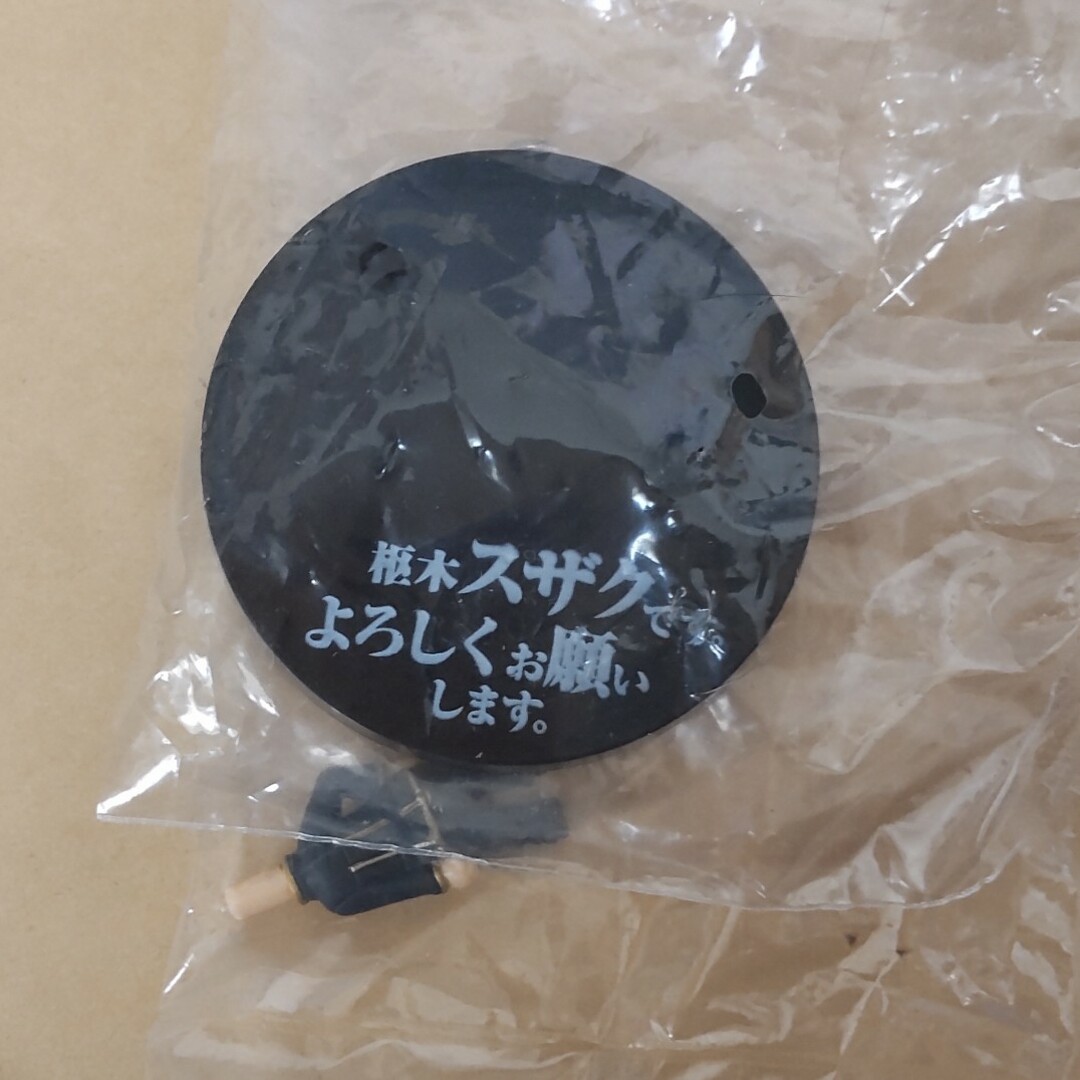 枢木スザクです。
よろしくお願い
します。